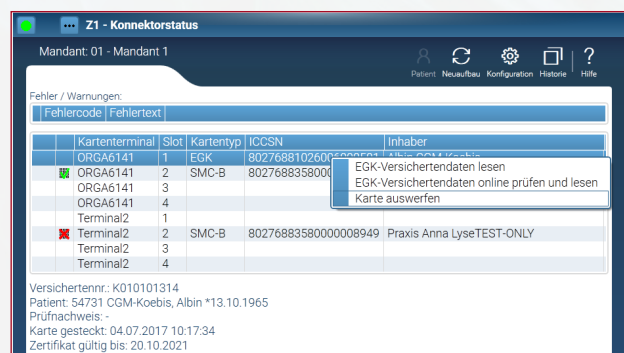 Z1 - Konnektorstatus
Mandant: 01 - Mandant 1
Patient Neuaufbau Konfiguration Historie Hilfe
Fehler / Warnungen:
Fehlercode Fehlertext
Kartenterminal Slot Kartentyp ICCSN Inhaber
ORGA6141 1 EGK Albin CGM-Koebis
EGK-Versichertendaten lesen
ORGA6141 2 SMC-B
EGK-Versichertendaten online prüfen und lesen
ORGA6141 3
Karte auswerfen
ORGA6141 4
Terminal2 1
Terminal2 2 SMC-B 80276883580000008949 Praxis Anna LyseTEST-ONLY
Terminal2 3
Terminal2 4
Versichertennr.: K010101314
Patient: 54731 CGM-Koebis, Albin *13.10.1965
Prüfnachweis: -
Karte gesteckt: 04.07.2017 10:17:34
Zertifikat gültig bis: 20.10.2021